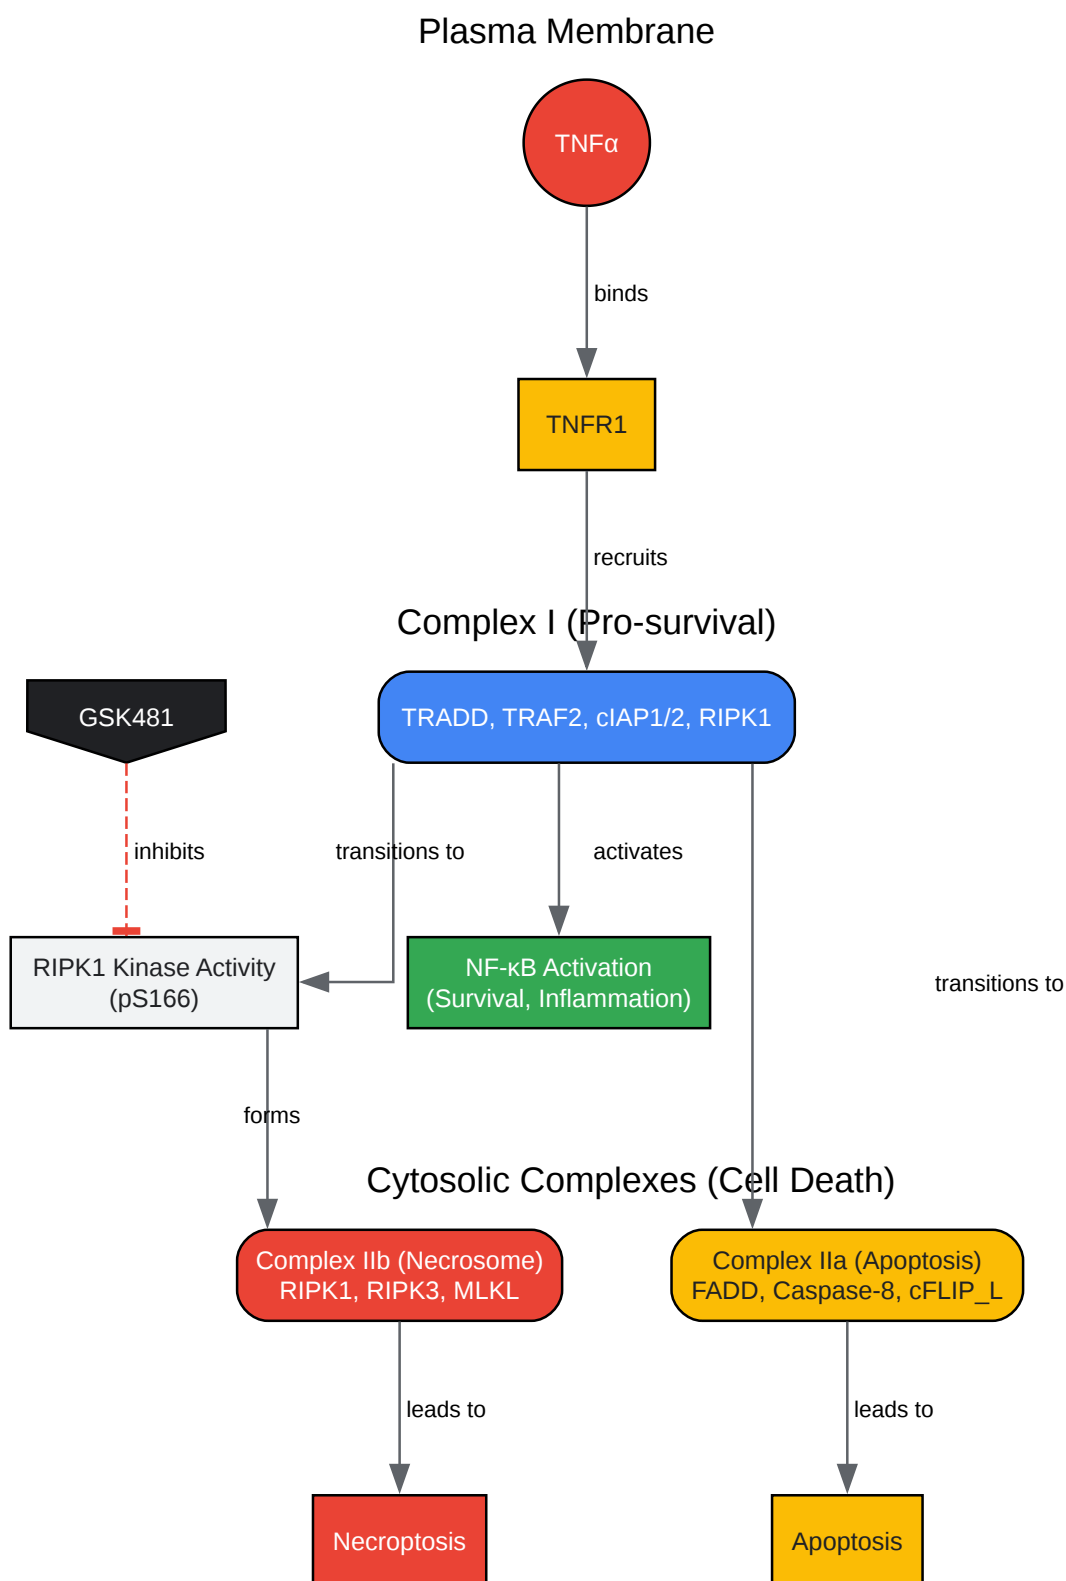 Plasma Membrane
TNFα
binds
TNFR1
recruits
Complex I (Pro-survival)
GSK481
TRADD, TRAF2, cIAP1/2, RIPK1
inhibits
transitions to
activates
RIPK1 Kinase Activity
(pS166)
NF-κB Activation
(Survival, Inflammation)
transitions to
forms
Cytosolic Complexes (Cell Death)
Complex IIb (Necrosome)
RIPK1, RIPK3, MLKL
Complex IIa (Apoptosis)
FADD, Caspase-8, cFLIP_L
leads to
leads to
Necroptosis
Apoptosis